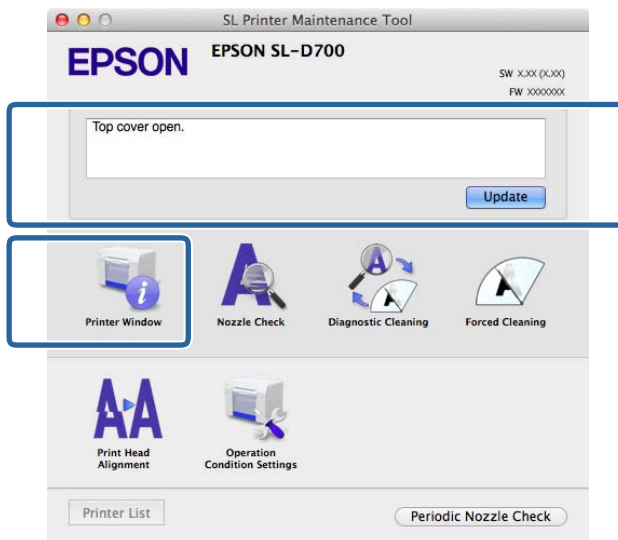 SL Printer Maintenance Tool
EPSON
EPSON SL-D700
SW X.XX (X.XX)
FW XXXXXXX
Top cover open.
Update
Printer Window
Nozzle Check
Diagnostic Cleaning
Forced Cleaning
Print Head
Alignment
Operation
Condition Settings
Printer List
Periodic Nozzle Check